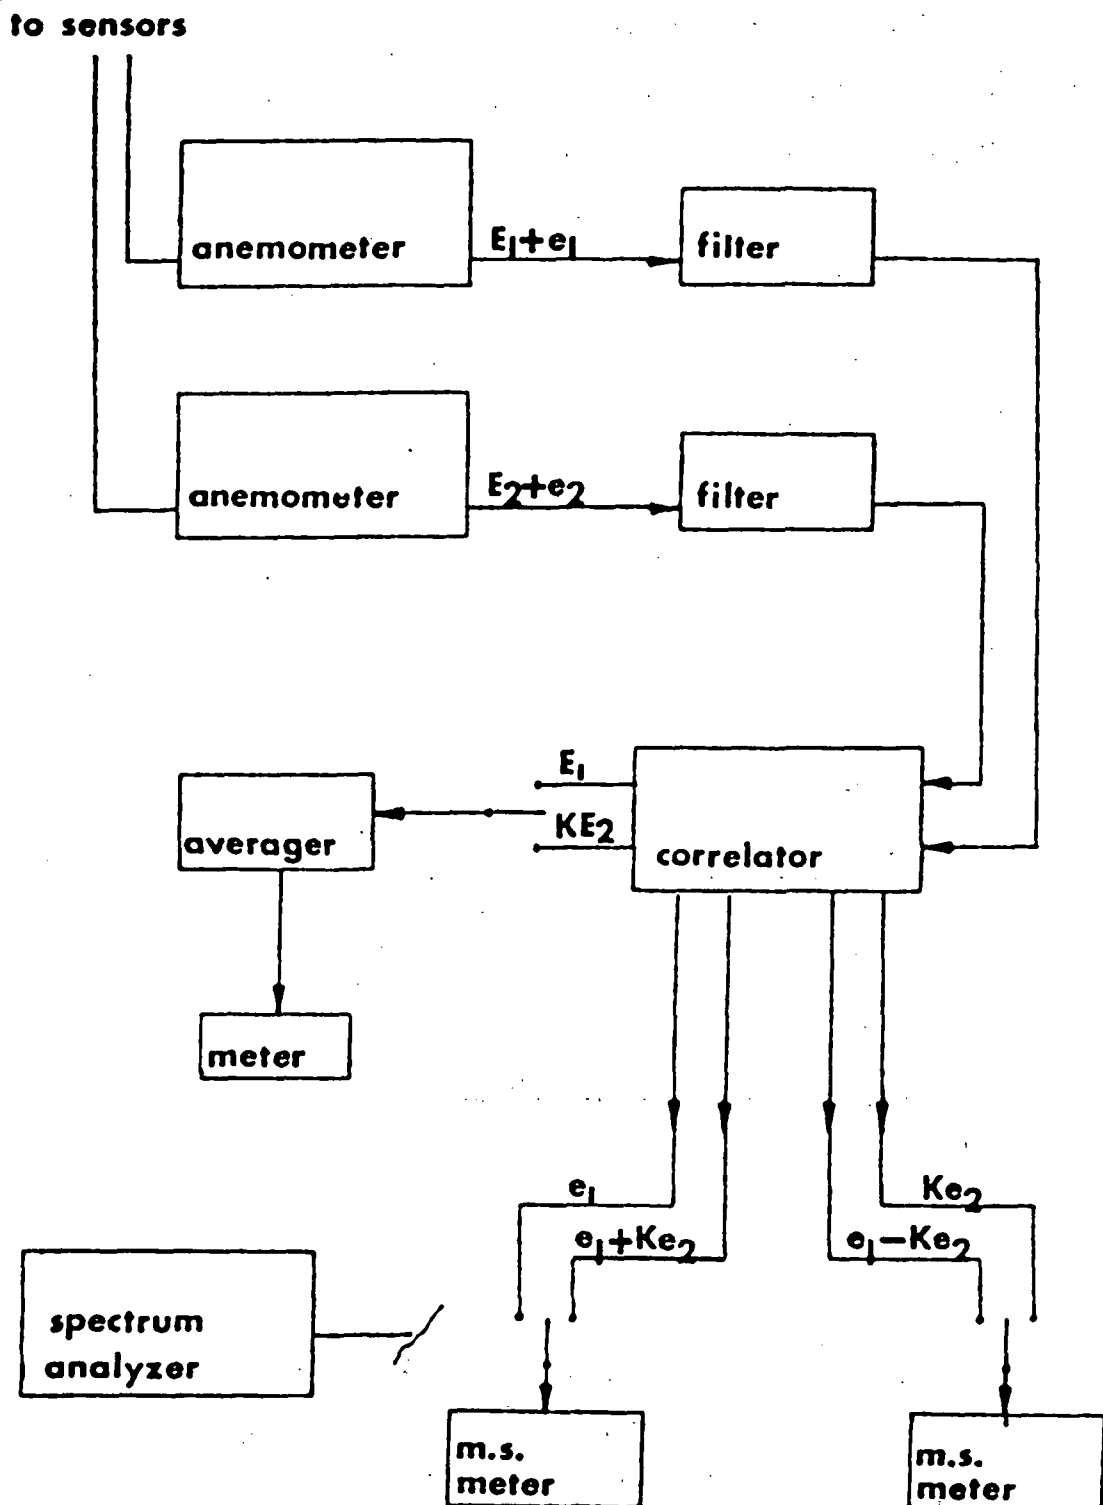 to sensors
anemometer
E₁+e₁
filter
anemometer
E₂+e₂
filter
E₁
KE₂
averager
correlator
meter
e₁
Ke₂
e₁+Ke₂
e₁−Ke₂
spectrum
analyzer
m.s.
meter
m.s.
meter